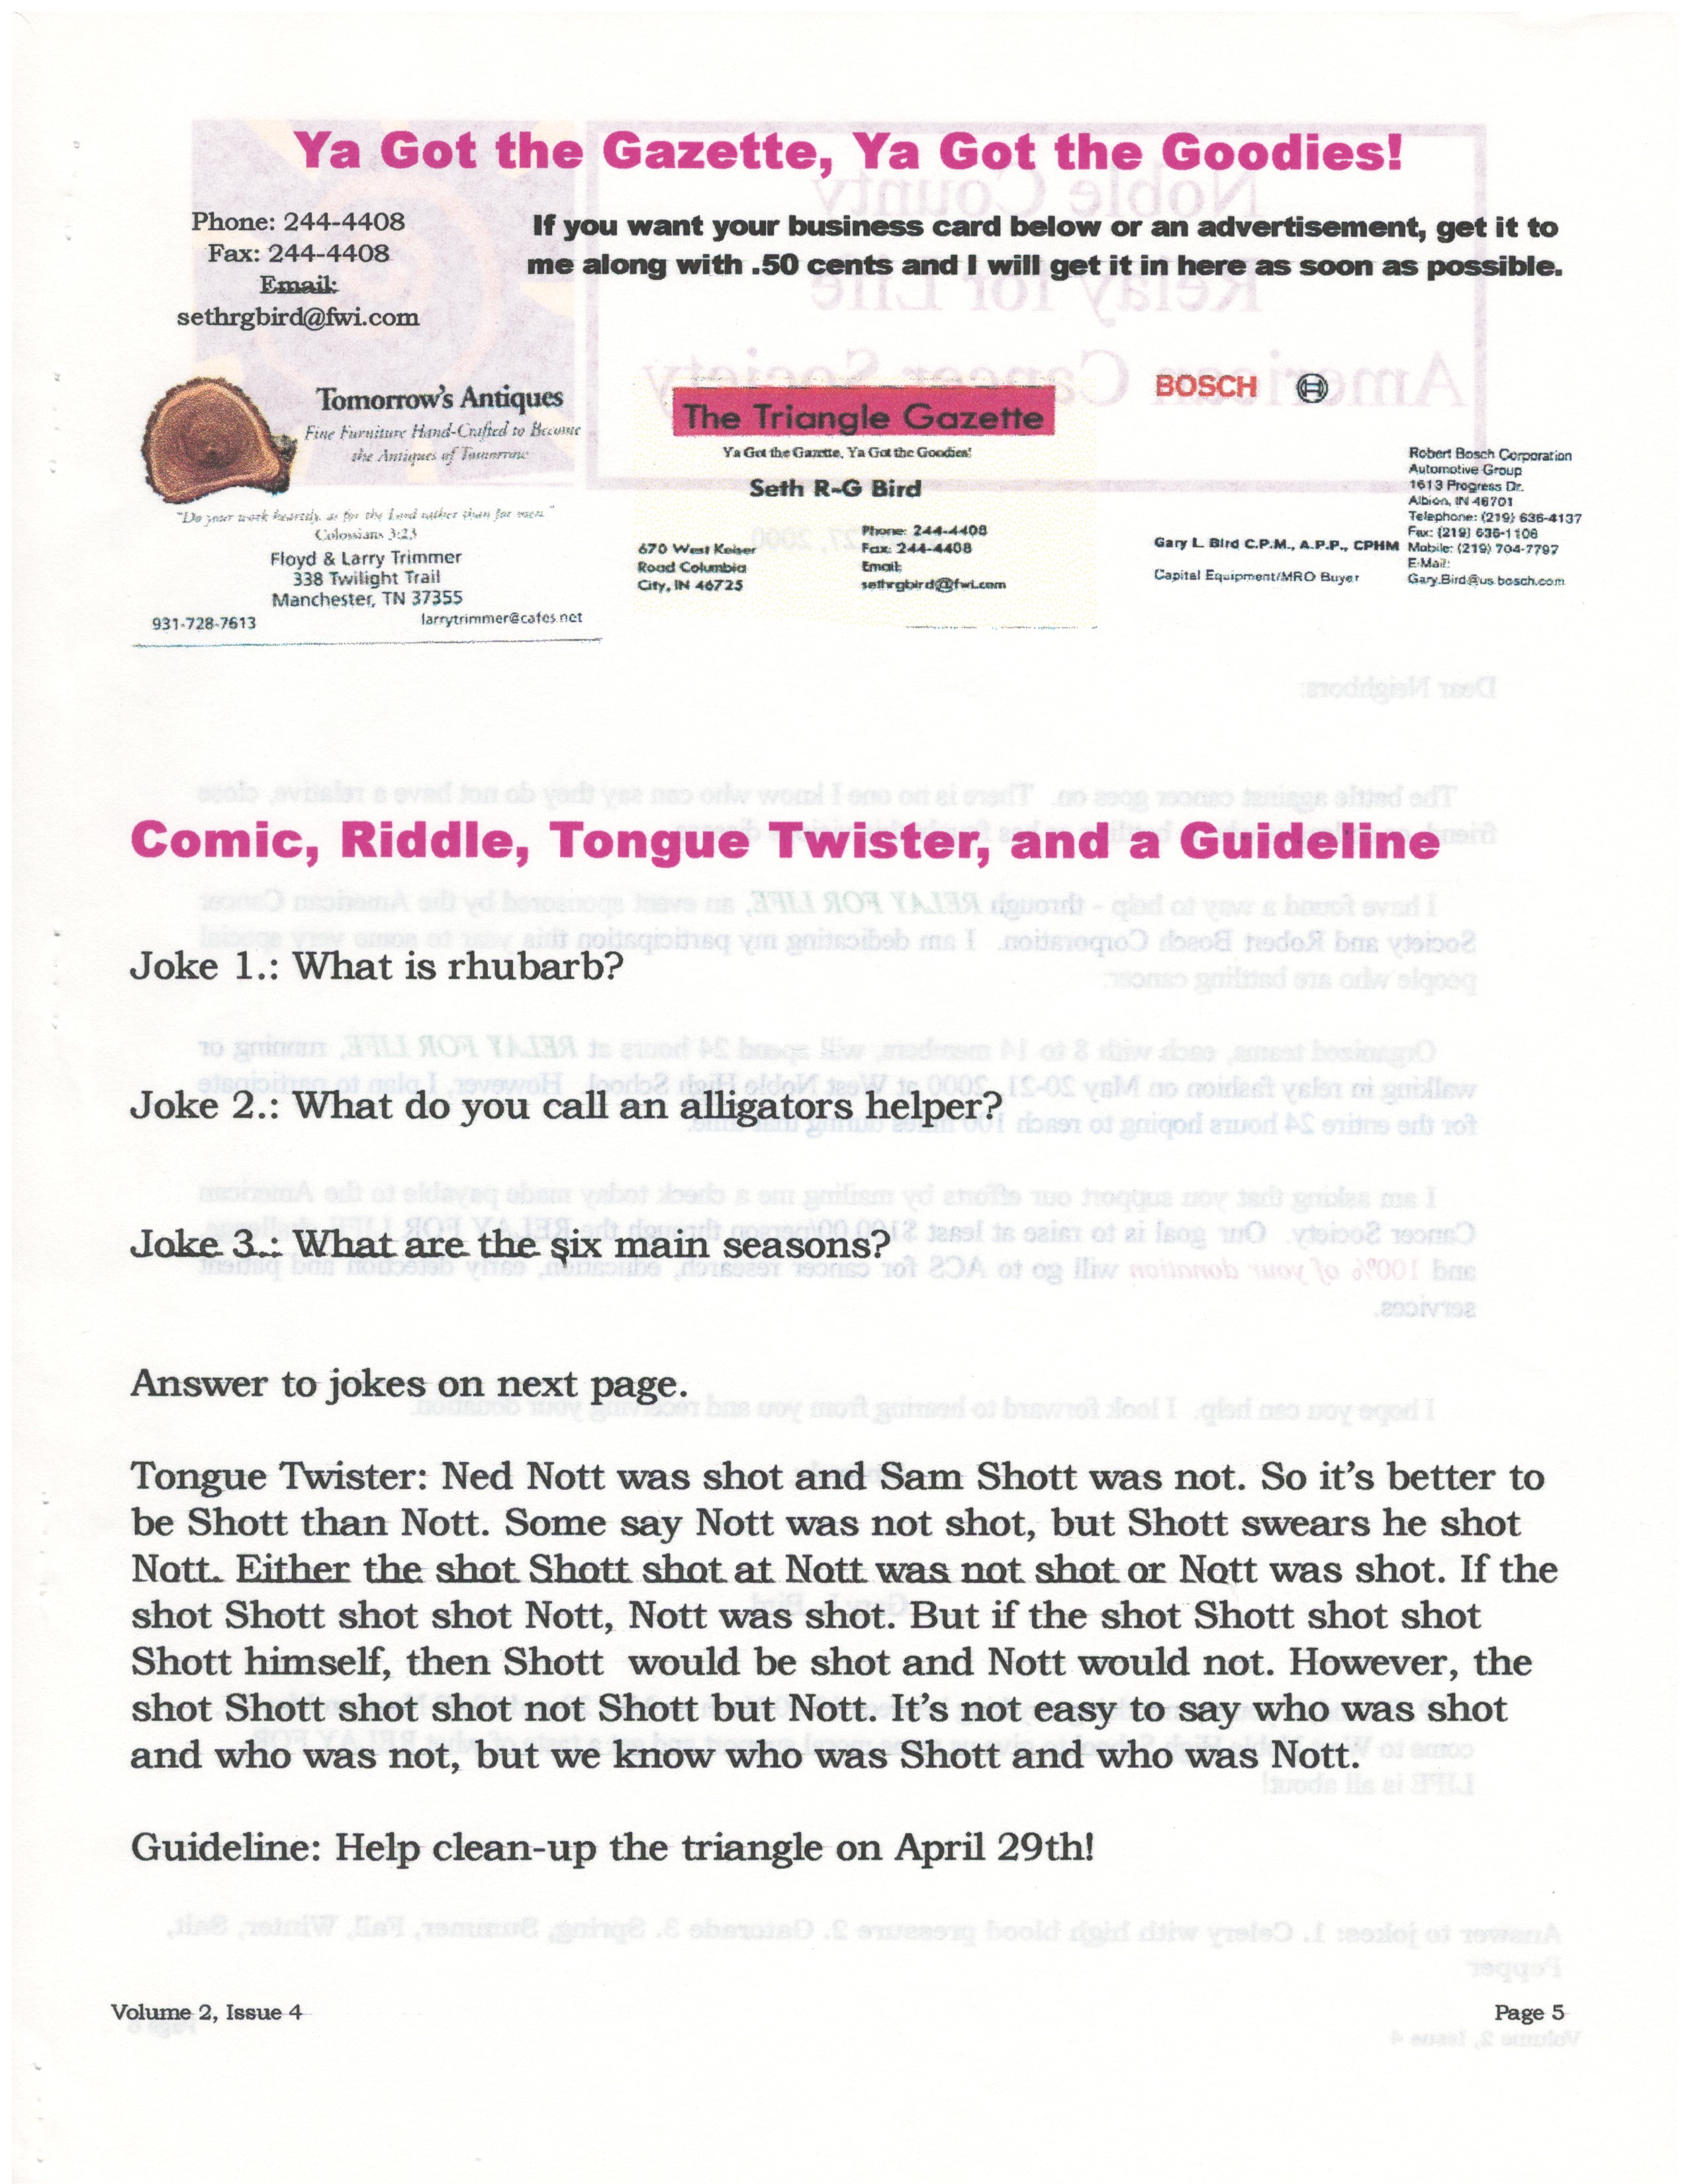 Ya Got the Gazette, Ya Got the Goodies!
Phone: 244-4408
Fax: 244-4408
Email:
sethrgbird@fwi.com
If you want your business card below or an advertisement, get it to
me along with .50 cents and I will get it in here as soon as possible.
Tomorrow's Antiques
Fine Furniture Hand-Crafted to Become
the Antiques of Tomorrow
"Do your work heartily, as for the Lord rather than for men."
Colossians 3:23
Floyd & Larry Trimmer
338 Twilight Trail
Manchester, TN 37355
931-728-7613
larrytrimmer@cafes.net
The Triangle Gazette
Ya Got the Gazette, Ya Got the Goodies!
Seth R-G Bird
670 West Keiser
Road Columbia
City, IN 46725
Phone: 244-4408
Fax: 244-4408
Email:
sethrgbird@fwi.com
BOSCH
Gary L. Bird C.P.M., A.P.P., CPHM
Capital Equipment/MRO Buyer
Robert Bosch Corporation
Automotive Group
1613 Progress Dr.
Albion, IN 46701
Telephone: (219) 636-4137
Fax: (219) 636-1106
Mobile: (219) 704-7797
E-Mail:
Gary.Bird@us.bosch.com
Comic, Riddle, Tongue Twister, and a Guideline
Joke 1.: What is rhubarb?
Joke 2.: What do you call an alligators helper?
Joke 3.: What are the six main seasons?
Answer to jokes on next page.
Tongue Twister: Ned Nott was shot and Sam Shott was not. So it's better to
be Shott than Nott. Some say Nott was not shot, but Shott swears he shot
Nott. Either the shot Shott shot at Nott was not shot or Nott was shot. If the
shot Shott shot shot Nott, Nott was shot. But if the shot Shott shot shot
Shott himself, then Shott would be shot and Nott would not. However, the
shot Shott shot shot not Shott but Nott. It's not easy to say who was shot
and who was not, but we know who was Shott and who was Nott.
Guideline: Help clean-up the triangle on April 29th!
Volume 2, Issue 4
Page 5